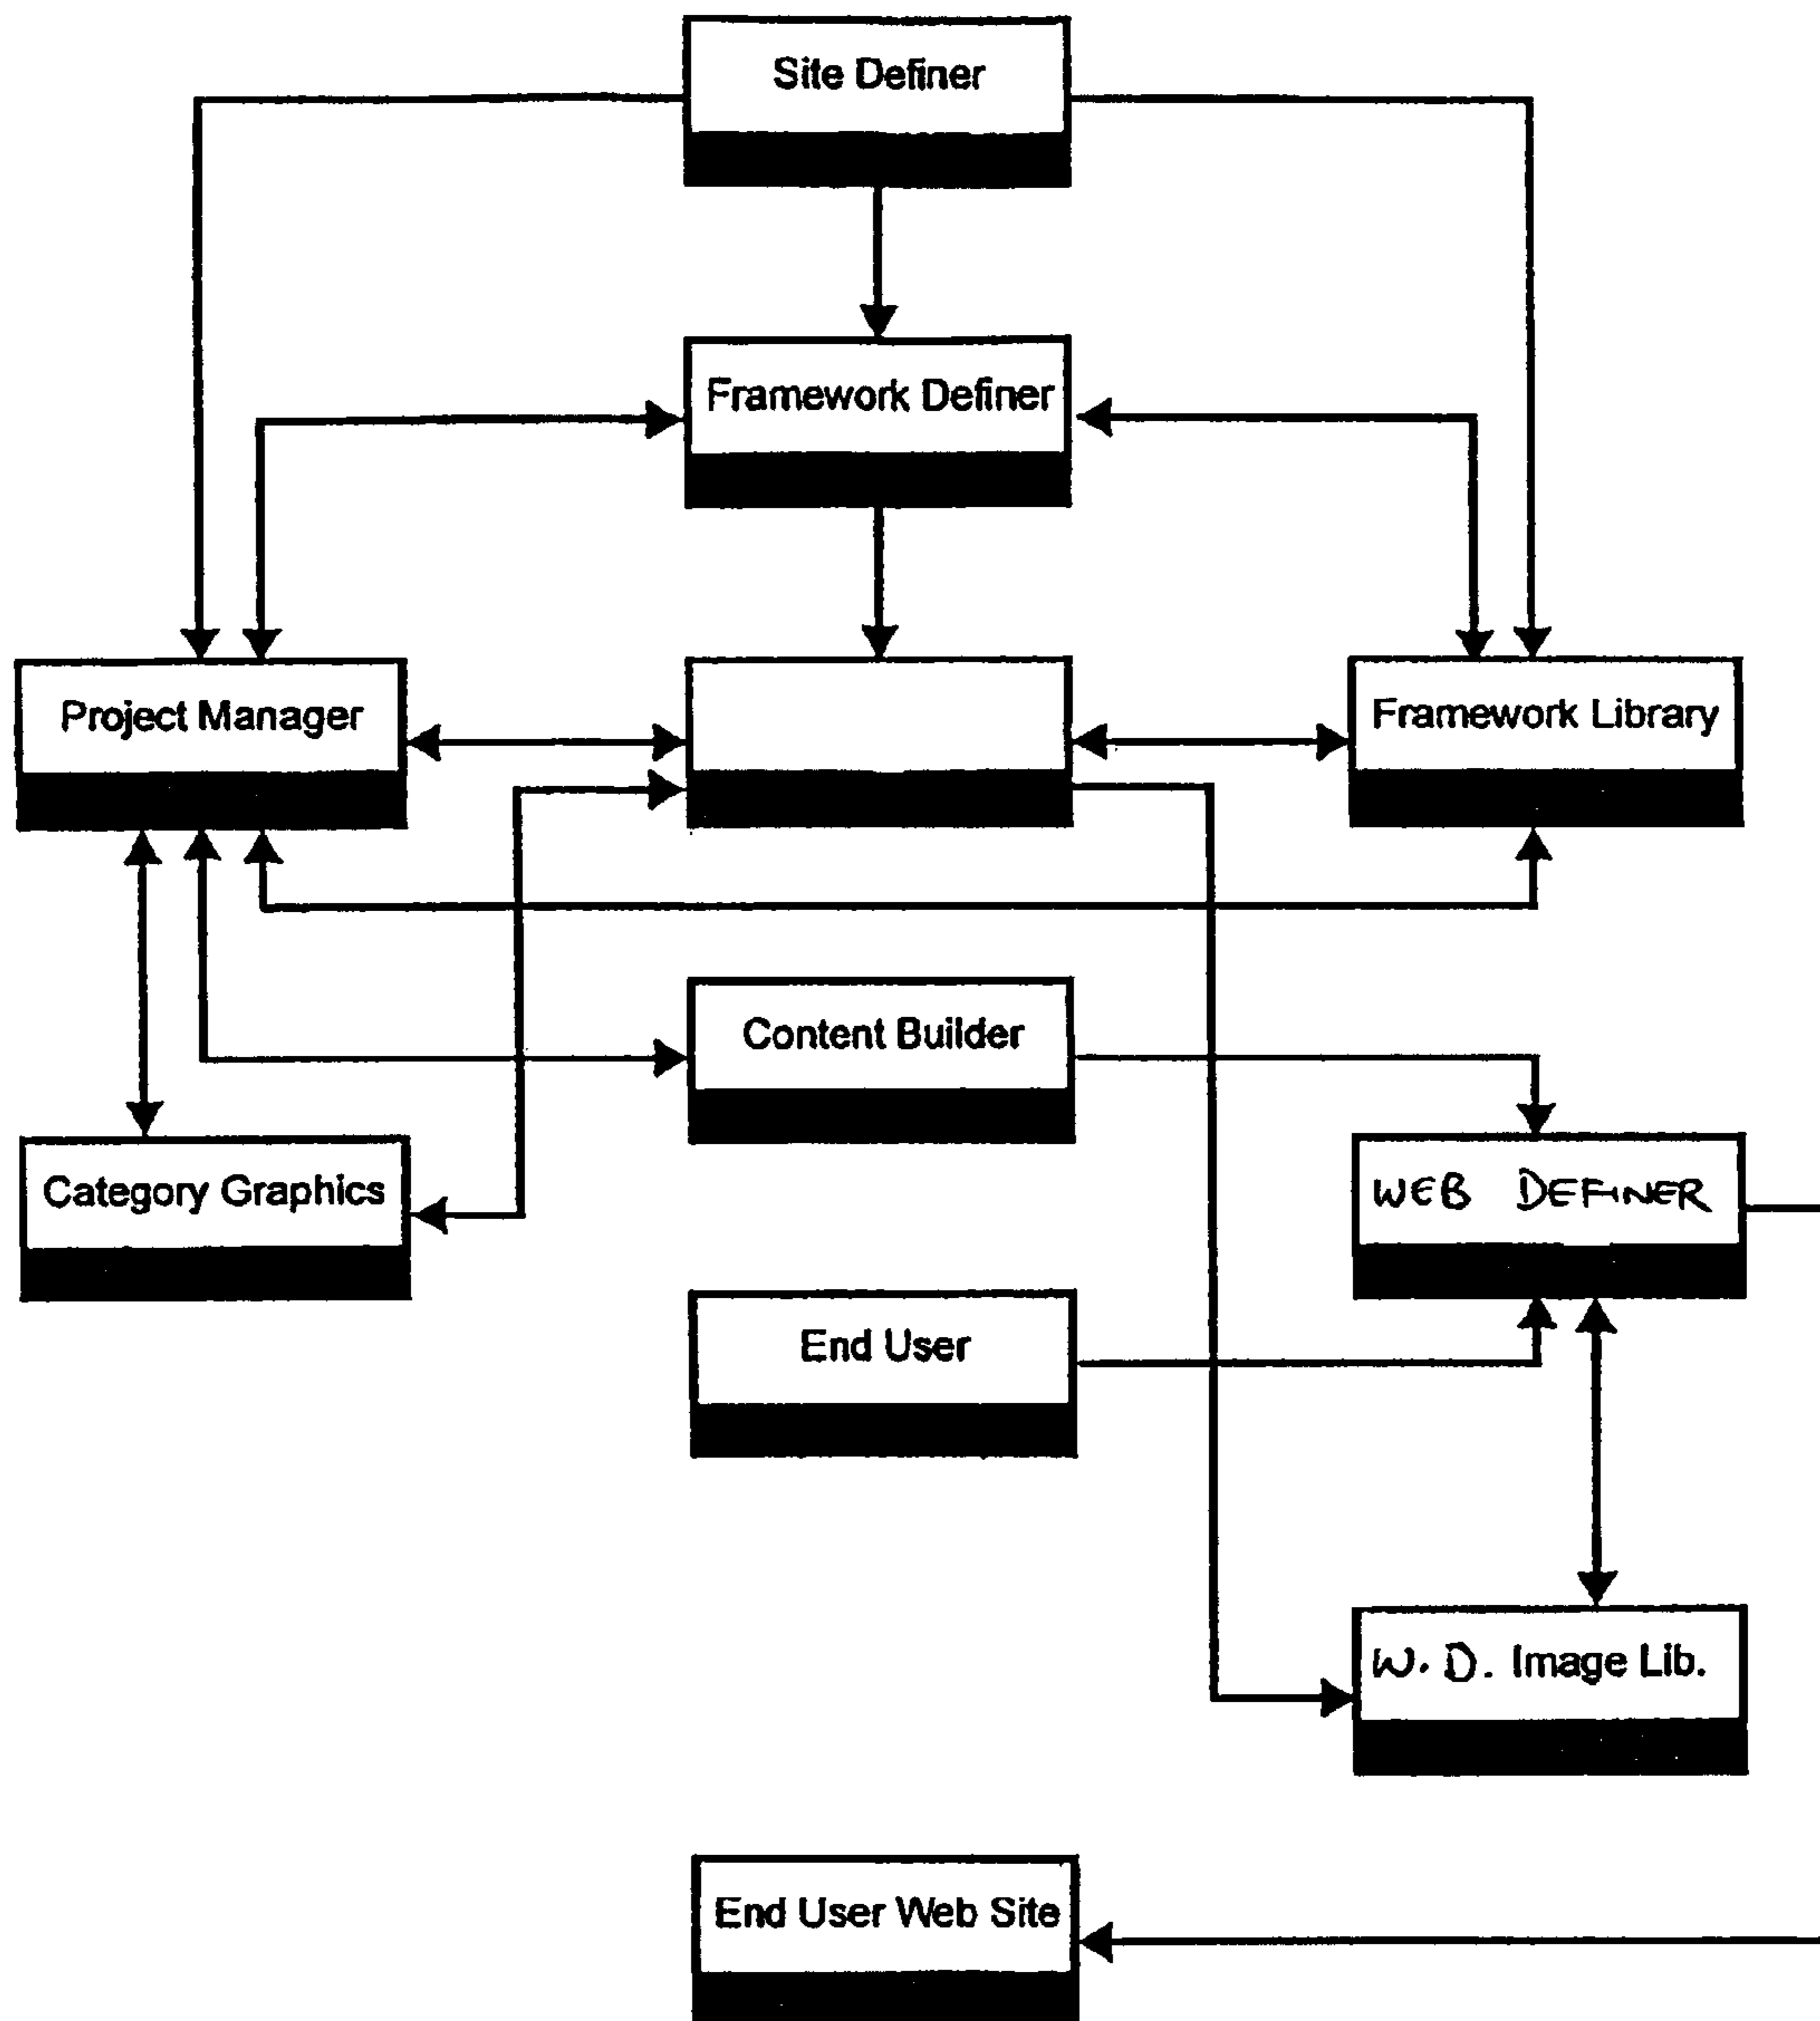 Site Definer
Framework Definer
Project Manager
Framework Library
Content Builder
Category Graphics
WEB DEFINER
End User
W.D. Image Lib.
End User Web Site